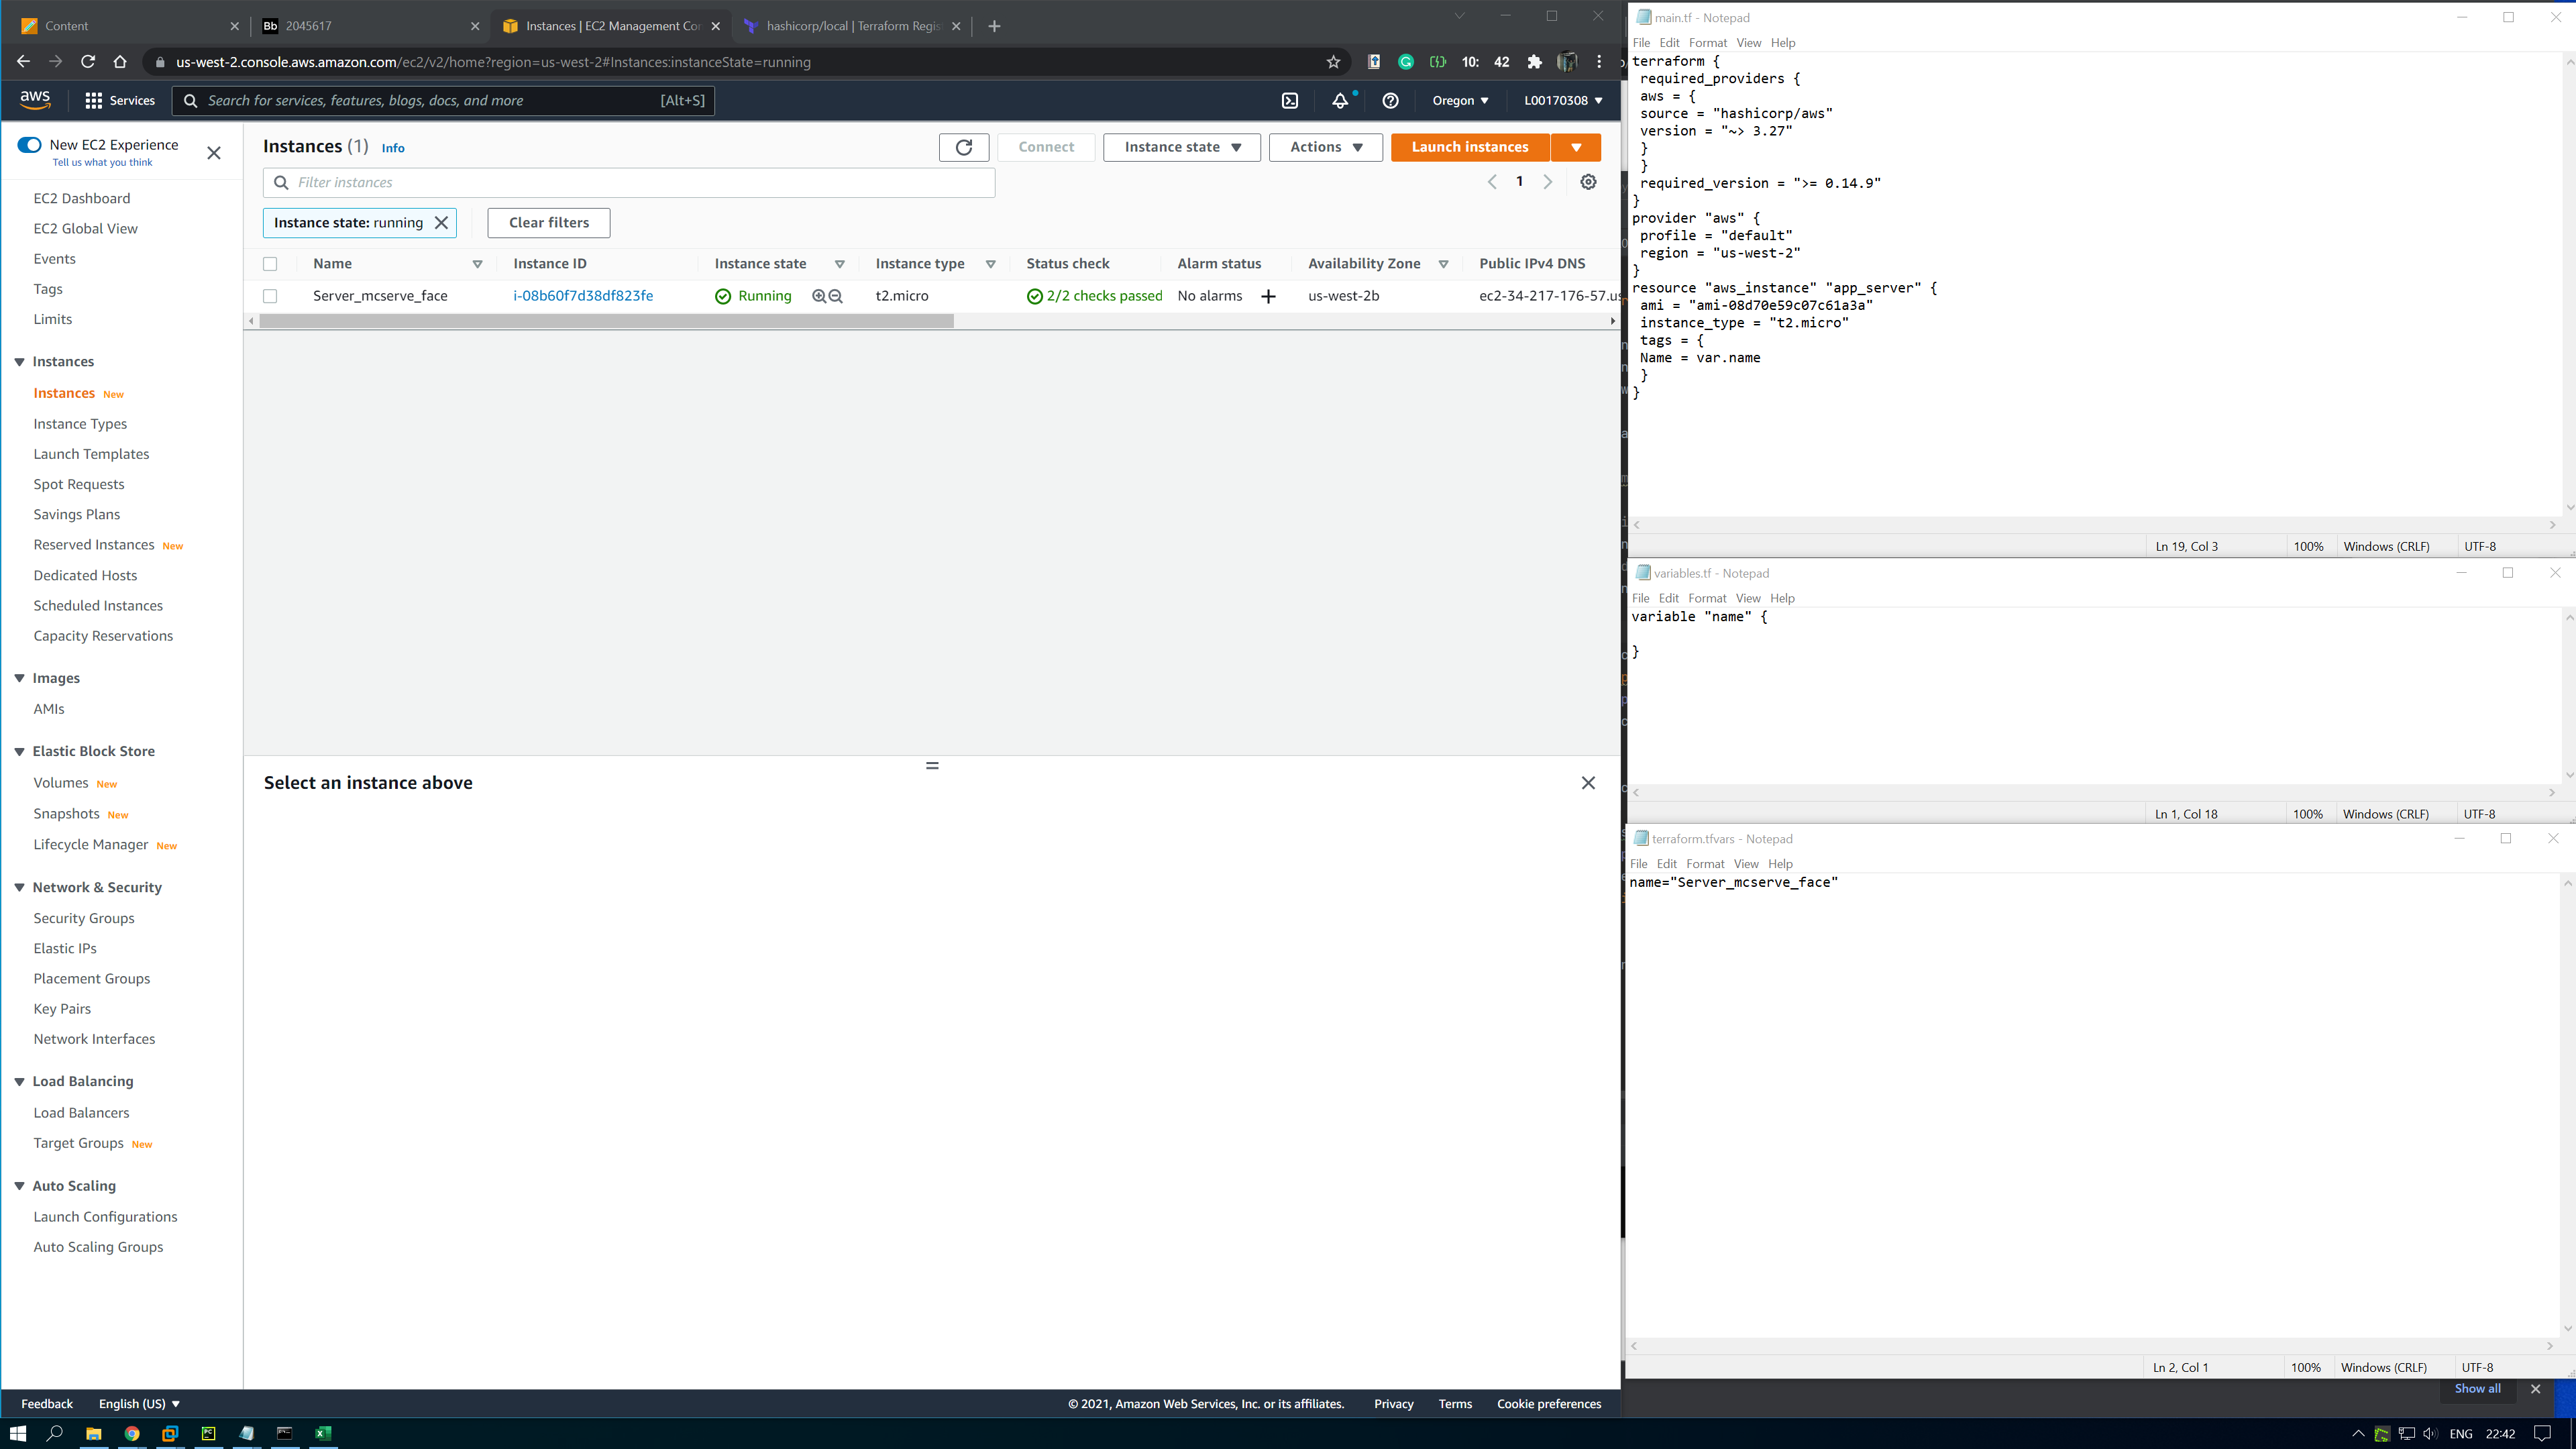 Content
Bb 2045617
Instances | EC2 Management Con
hashicorp/local | Terraform Regis
us-west-2.console.aws.amazon.com/ec2/v2/home?region=us-west-2#Instances:instanceState=running
10: 42
aws Services Search for services, features, blogs, docs, and more [Alt+S] Oregon L00170308
New EC2 Experience
Tell us what you think
EC2 Dashboard
EC2 Global View
Events
Tags
Limits
Instances
Instances New
Instance Types
Launch Templates
Spot Requests
Savings Plans
Reserved Instances New
Dedicated Hosts
Scheduled Instances
Capacity Reservations
Images
AMIs
Elastic Block Store
Volumes New
Snapshots New
Lifecycle Manager New
Network & Security
Security Groups
Elastic IPs
Placement Groups
Key Pairs
Network Interfaces
Load Balancing
Load Balancers
Target Groups New
Auto Scaling
Launch Configurations
Auto Scaling Groups
Instances (1) Info Connect Instance state Actions Launch instances
Filter instances 1
Instance state: running Clear filters
Name Instance ID Instance state Instance type Status check Alarm status Availability Zone Public IPv4 DNS
Server_mcserve_face i-08b60f7d38df823fe Running t2.micro 2/2 checks passed No alarms us-west-2b ec2-34-217-176-57.us
Select an instance above
Feedback English (US) © 2021, Amazon Web Services, Inc. or its affiliates. Privacy Terms Cookie preferences
main.tf - Notepad
File Edit Format View Help
terraform {
required_providers {
aws = {
source = "hashicorp/aws"
version = "~> 3.27"
}
}
required_version = ">= 0.14.9"
}
provider "aws" {
profile = "default"
region = "us-west-2"
}
resource "aws_instance" "app_server" {
ami = "ami-08d70e59c07c61a3a"
instance_type = "t2.micro"
tags = {
Name = var.name
}
}
Ln 19, Col 3 100% Windows (CRLF) UTF-8
variables.tf - Notepad
File Edit Format View Help
variable "name" {
}
Ln 1, Col 18 100% Windows (CRLF) UTF-8
terraform.tfvars - Notepad
File Edit Format View Help
name="Server_mcserve_face"
Ln 2, Col 1 100% Windows (CRLF) UTF-8
Show all
ENG 22:42